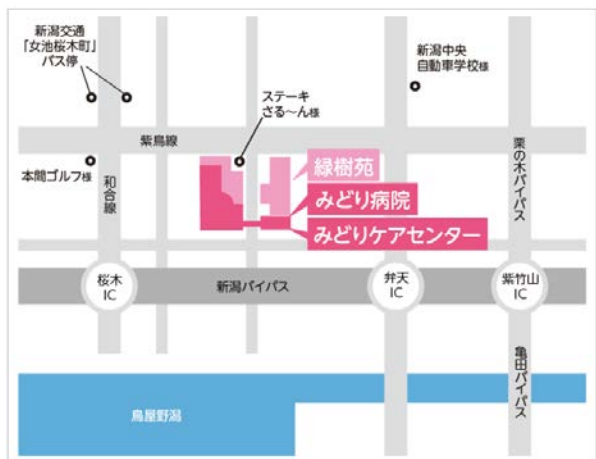 新潟交通
「女池桜木町」
バス停
新潟中央
自動車学校様
ステーキ
さる～ん様
紫鳥線
本間ゴルフ様
和合線
緑樹苑
みどり病院
みどりケアセンター
栗の木バイパス
桜木
IC
新潟バイパス
弁天
IC
紫竹山
IC
亀田バイパス
鳥屋野潟